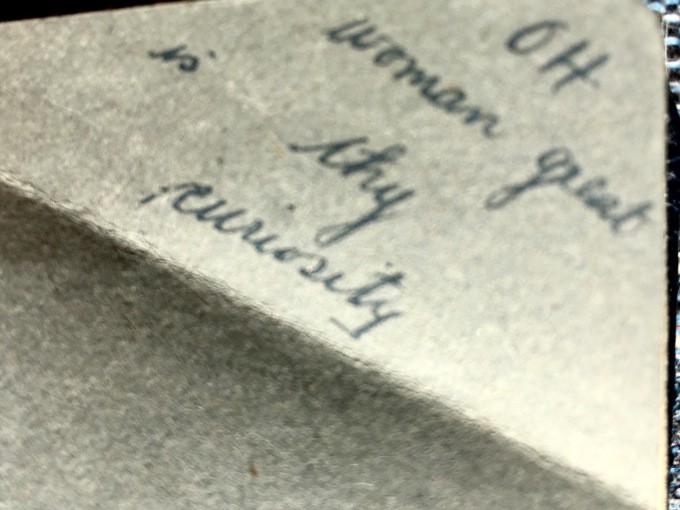 OH
woman great
is thy
curiosity